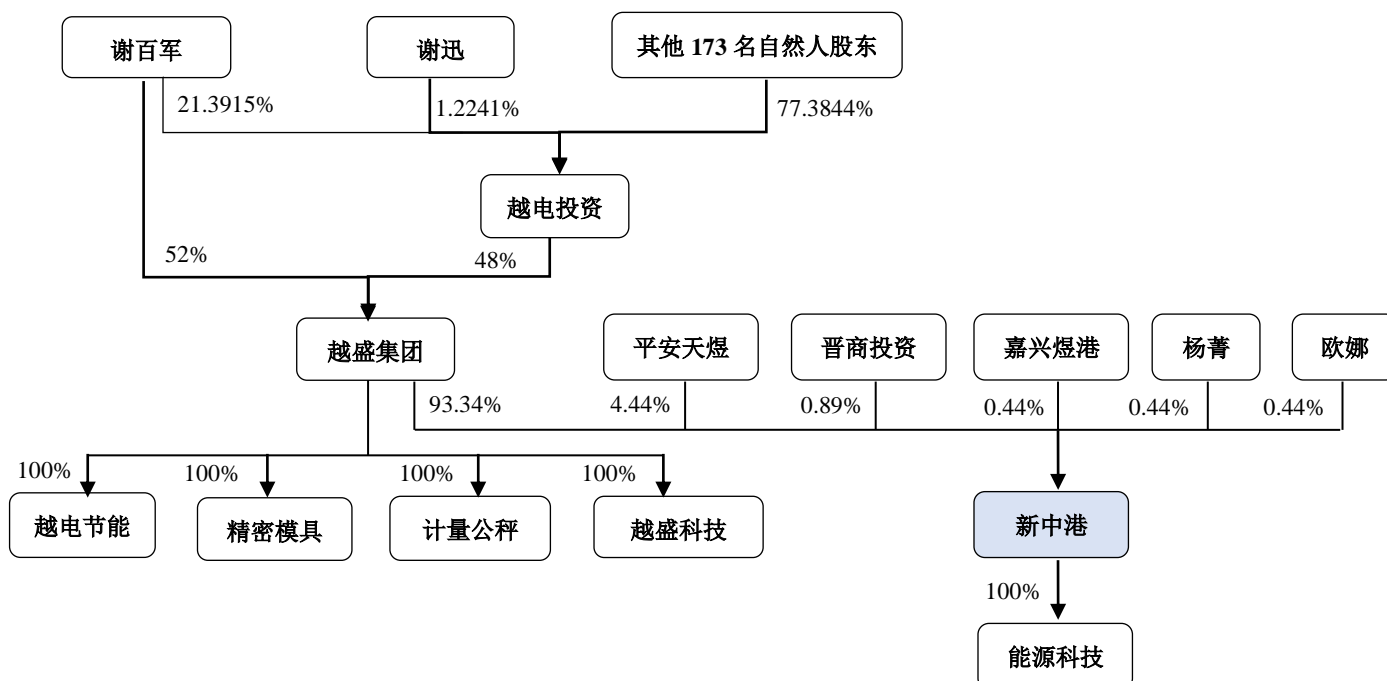 谢百军
谢迅
其他 173 名自然人股东
21.3915%
1.2241%
77.3844%
越电投资
52%
48%
越盛集团
平安天煜
晋商投资
嘉兴煜港
杨菁
欧娜
93.34%
4.44%
0.89%
0.44%
0.44%
0.44%
100%
100%
100%
100%
越电节能
精密模具
计量公秤
越盛科技
新中港
100%
能源科技